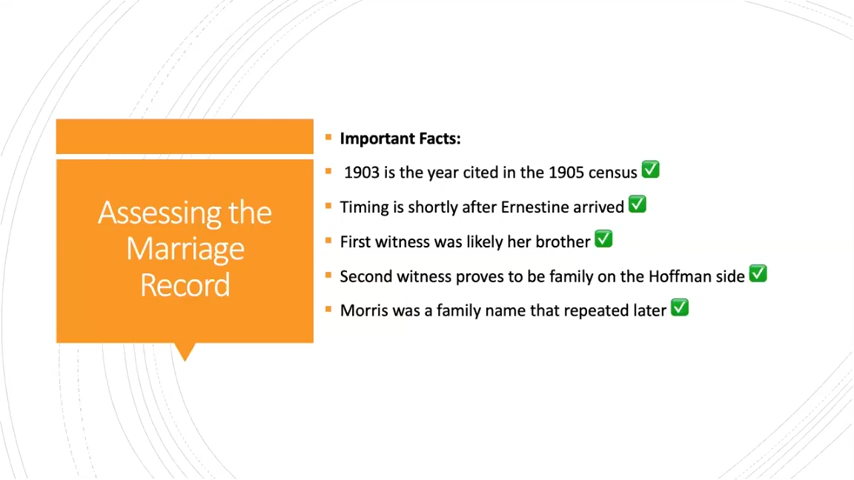 Assessing the
Marriage
Record
Important Facts:
1903 is the year cited in the 1905 census ✅
Timing is shortly after Ernestine arrived ✅
First witness was likely her brother ✅
Second witness proves to be family on the Hoffman side ✅
Morris was a family name that repeated later ✅